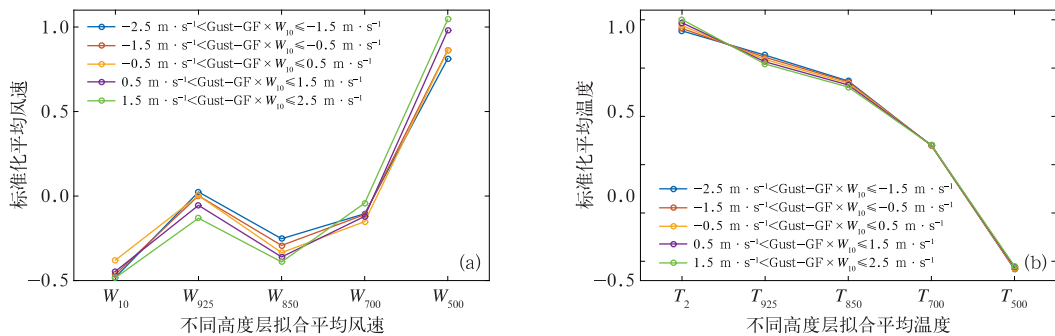 标准化平均风速
1.0
0.5
0.0
−0.5
−2.5 m · s⁻¹<Gust−GF×W₁₀≤−1.5 m · s⁻¹
−1.5 m · s⁻¹<Gust−GF×W₁₀≤−0.5 m · s⁻¹
−0.5 m · s⁻¹<Gust−GF×W₁₀≤0.5 m · s⁻¹
0.5 m · s⁻¹<Gust−GF×W₁₀≤1.5 m · s⁻¹
1.5 m · s⁻¹<Gust−GF×W₁₀≤2.5 m · s⁻¹
(a)
W₁₀ W₉₂₅ W₈₅₀ W₇₀₀ W₅₀₀
不同高度层拟合平均风速
标准化平均温度
1.0
0.5
0.0
−0.5
−2.5 m · s⁻¹<Gust−GF×W₁₀≤−1.5 m · s⁻¹
−1.5 m · s⁻¹<Gust−GF×W₁₀≤−0.5 m · s⁻¹
−0.5 m · s⁻¹<Gust−GF×W₁₀≤0.5 m · s⁻¹
0.5 m · s⁻¹<Gust−GF×W₁₀≤1.5 m · s⁻¹
1.5 m · s⁻¹<Gust−GF×W₁₀≤2.5 m · s⁻¹
(b)
T₂ T₉₂₅ T₈₅₀ T₇₀₀ T₅₀₀
不同高度层拟合平均温度